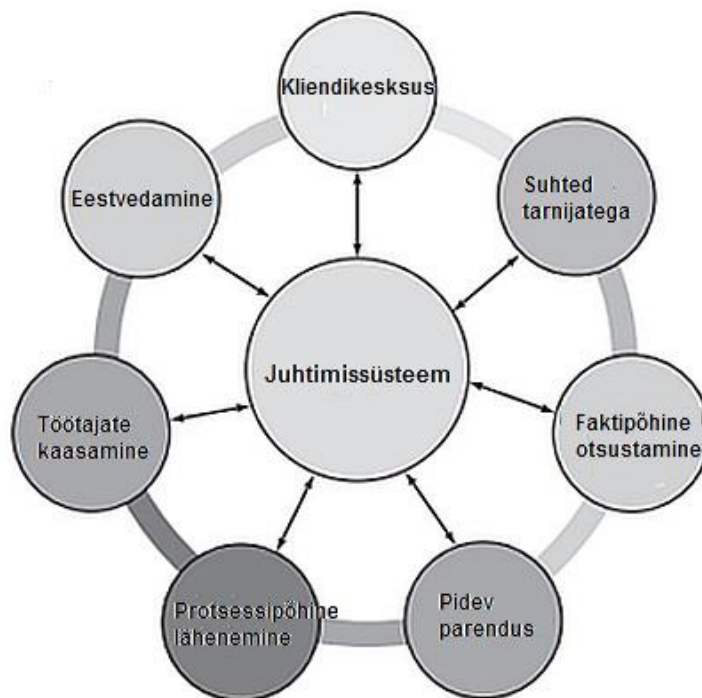 Kliendikesksus
Suhted
tarnijatega
Faktipõhine
otsustamine
Pidev
parendus
Protsessipõhine
lähenemine
Töötajate
kaasamine
Eestvedamine
Juhtimissüsteem